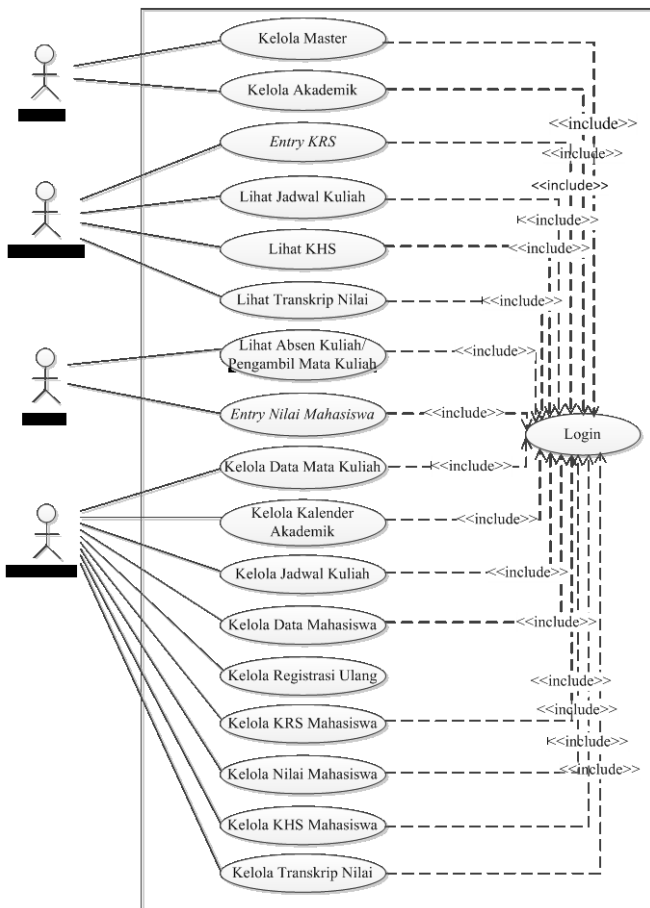 Kelola Master
Kelola Akademik
<<include>>
Entry KRS
<<include>>
<<include>>
Lihat Jadwal Kuliah
<<include>>
Lihat KHS
<<include>>
Lihat Transkrip Nilai
<<include>>
Lihat Absen Kuliah/
Pengambil Mata Kuliah
<<include>>
Entry Nilai Mahasiswa
<<include>>
Login
Kelola Data Mata Kuliah
<<include>>
Kelola Kalender
Akademik
<<include>>
Kelola Jadwal Kuliah
<<include>>
Kelola Data Mahasiswa
<<include>>
Kelola Registrasi Ulang
<<include>>
<<include>>
Kelola KRS Mahasiswa
<<include>>
Kelola Nilai Mahasiswa
<<include>>
Kelola KHS Mahasiswa
Kelola Transkrip Nilai